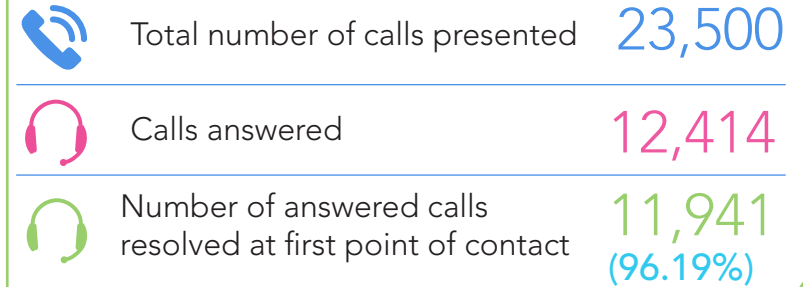 Total number of calls presented 23,500
Calls answered 12,414
Number of answered calls 11,941
resolved at first point of contact (96.19%)